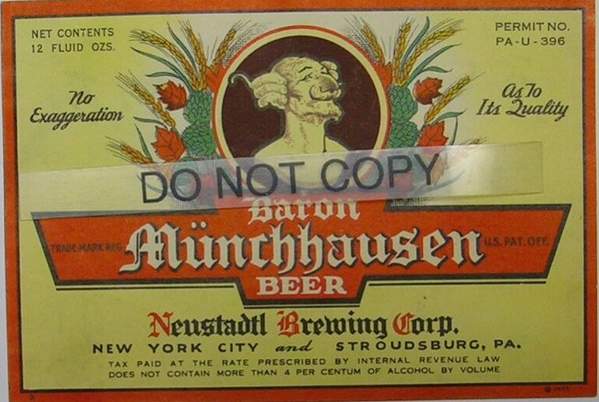 NET CONTENTS
12 FLUID OZS.
PERMIT NO.
PA-U-396
No
Exaggeration
As To
Its Quality
DO NOT COPY
Baron
TRADE-MARK REG.
Münchhausen
U.S. PAT. OFF.
BEER
Neustadtl Brewing Corp.
NEW YORK CITY and STROUDSBURG, PA.
TAX PAID AT THE RATE PRESCRIBED BY INTERNAL REVENUE LAW
DOES NOT CONTAIN MORE THAN 4 PER CENTUM OF ALCOHOL BY VOLUME